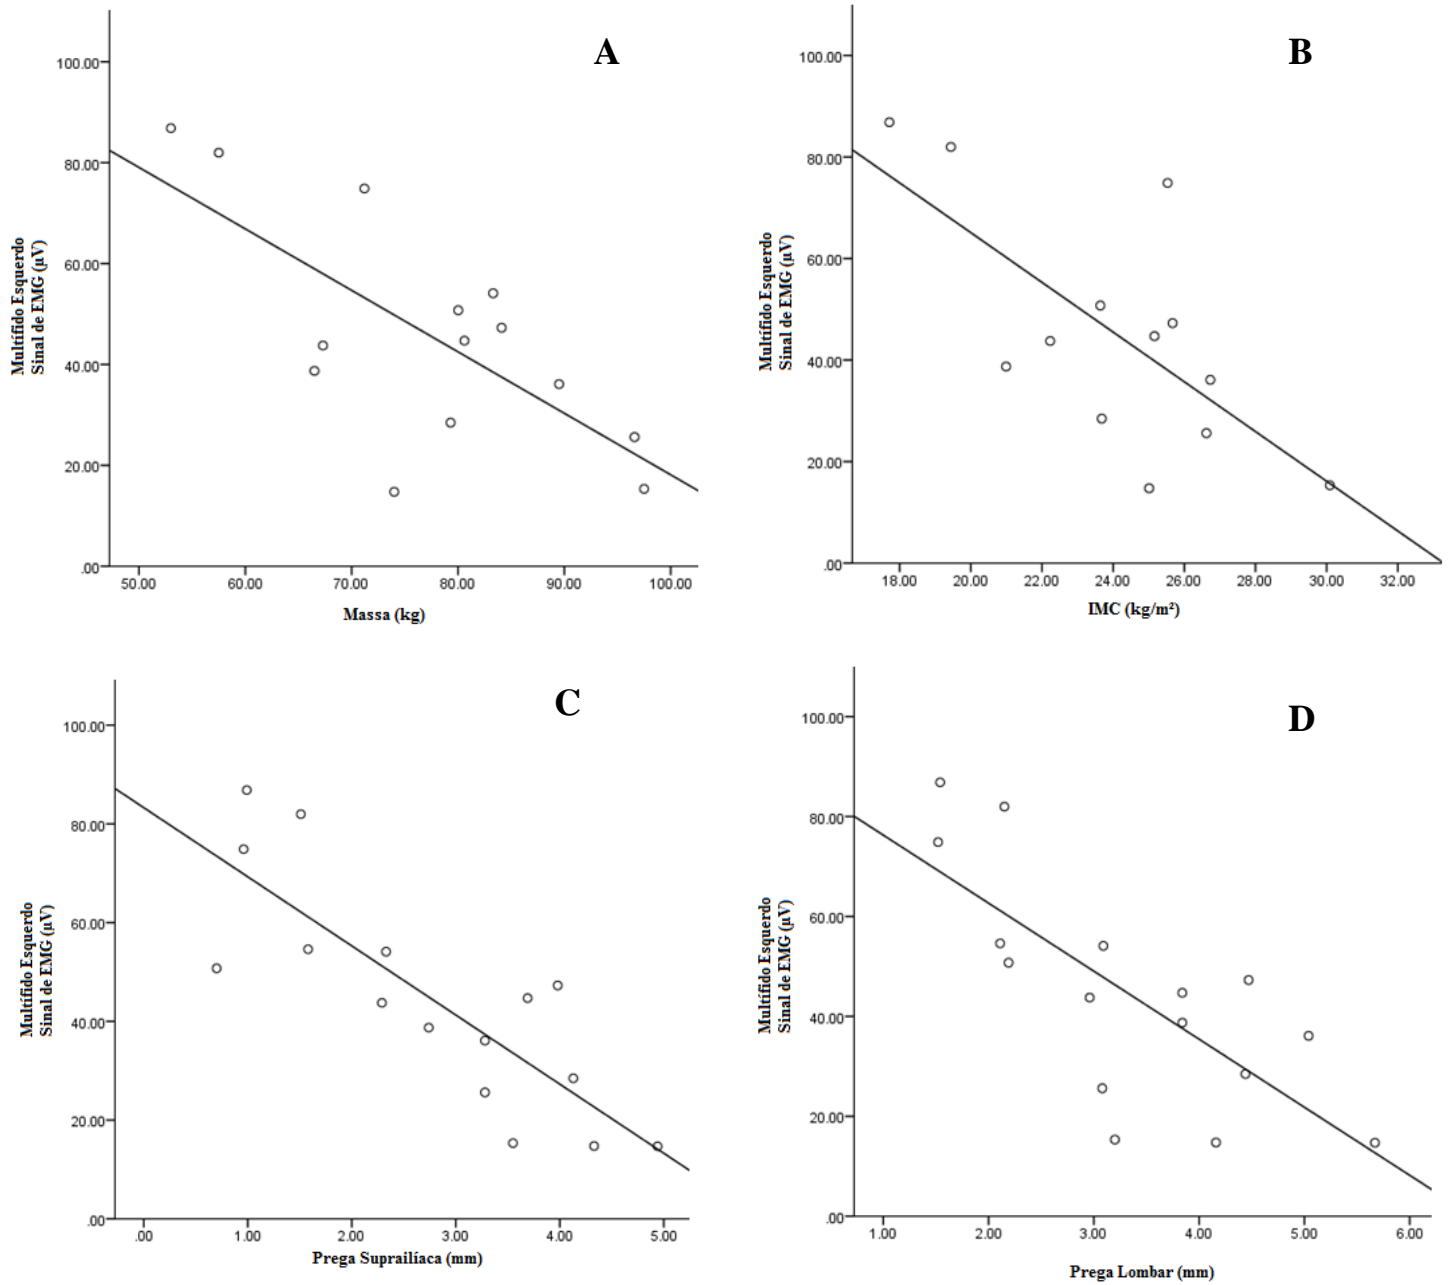 A
100.00
80.00
60.00
40.00
20.00
.00
Multífido Esquerdo
Sinal de EMG (µV)
50.00 60.00 70.00 80.00 90.00 100.00
Massa (kg)
B
100.00
80.00
60.00
40.00
20.00
.00
Multífido Esquerdo
Sinal de EMG (µV)
18.00 20.00 22.00 24.00 26.00 28.00 30.00 32.00
IMC (kg/m²)
C
100.00
80.00
60.00
40.00
20.00
.00
Multífido Esquerdo
Sinal de EMG (µV)
.00 1.00 2.00 3.00 4.00 5.00
Prega Suprailíaca (mm)
D
100.00
80.00
60.00
40.00
20.00
.00
Multífido Esquerdo
Sinal de EMG (µV)
1.00 2.00 3.00 4.00 5.00 6.00
Prega Lombar (mm)